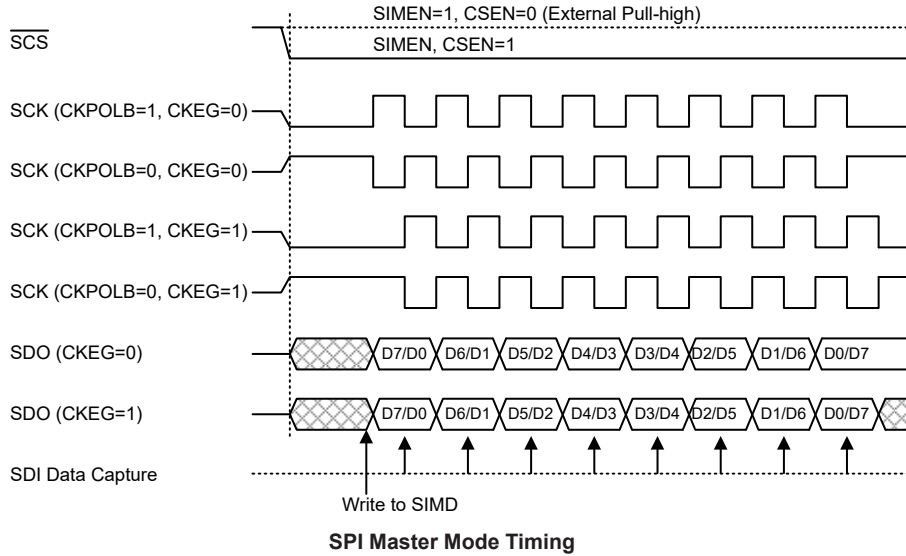 SIMEN=1, CSEN=0 (External Pull-high)
SCS
SIMEN, CSEN=1
SCK (CKPOLB=1, CKEG=0)
SCK (CKPOLB=0, CKEG=0)
SCK (CKPOLB=1, CKEG=1)
SCK (CKPOLB=0, CKEG=1)
SDO (CKEG=0) D7/D0 D6/D1 D5/D2 D4/D3 D3/D4 D2/D5 D1/D6 D0/D7
SDO (CKEG=1) D7/D0 D6/D1 D5/D2 D4/D3 D3/D4 D2/D5 D1/D6 D0/D7
SDI Data Capture
Write to SIMD
SPI Master Mode Timing